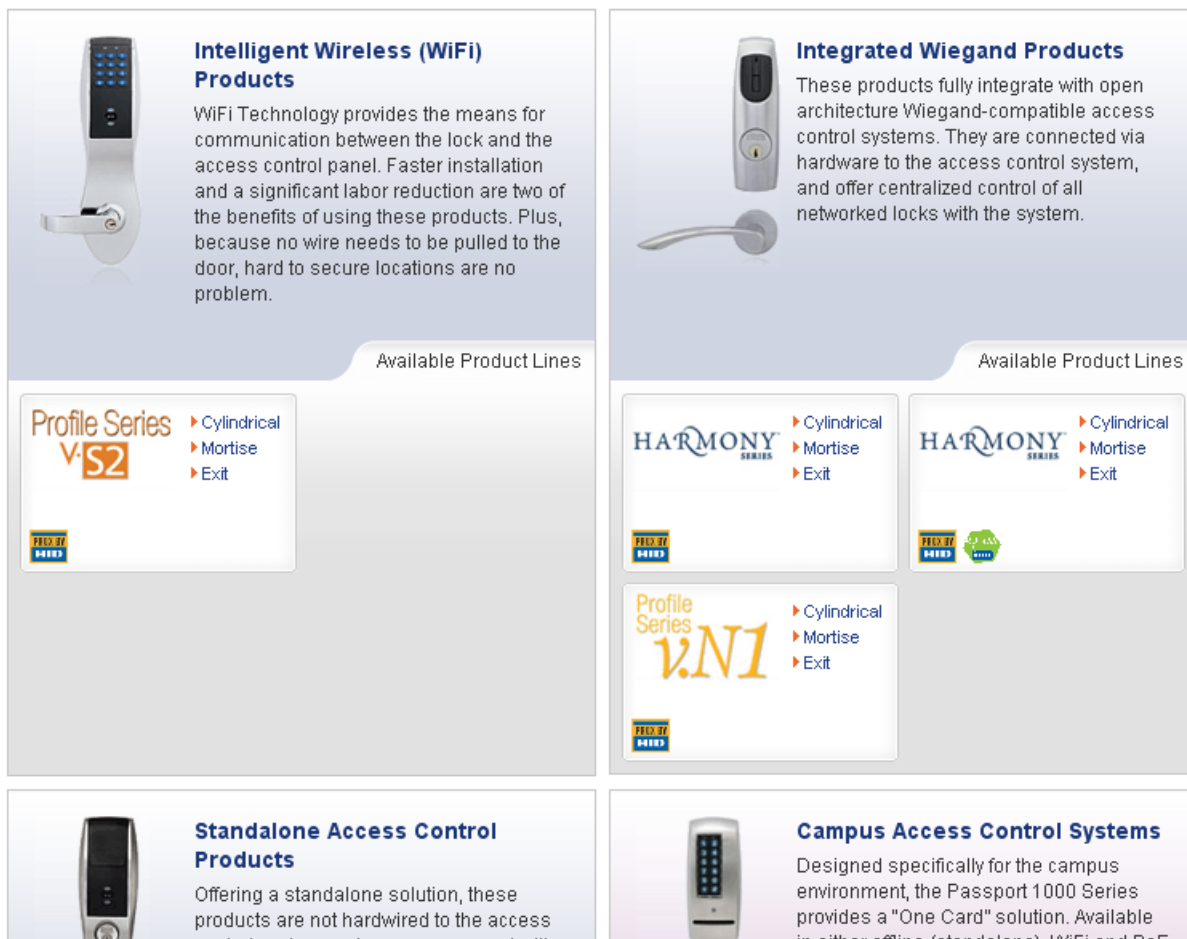 Intelligent Wireless (WiFi)
Products
WiFi Technology provides the means for
communication between the lock and the
access control panel. Faster installation
and a significant labor reduction are two of
the benefits of using these products. Plus,
because no wire needs to be pulled to the
door, hard to secure locations are no
problem.
Available Product Lines
Profile Series
v.S2
Cylindrical
Mortise
Exit
PROX BY
HID
Integrated Wiegand Products
These products fully integrate with open
architecture Wiegand-compatible access
control systems. They are connected via
hardware to the access control system,
and offer centralized control of all
networked locks with the system.
Available Product Lines
HARMONY
SERIES
Cylindrical
Mortise
Exit
PROX BY
HID
HARMONY
SERIES
Cylindrical
Mortise
Exit
PROX BY
HID
Profile
Series
v.N1
Cylindrical
Mortise
Exit
PROX BY
HID
Standalone Access Control
Products
Offering a standalone solution, these
products are not hardwired to the access
Campus Access Control Systems
Designed specifically for the campus
environment, the Passport 1000 Series
provides a "One Card" solution. Available
in either offline (standalone), WiFi and PoE